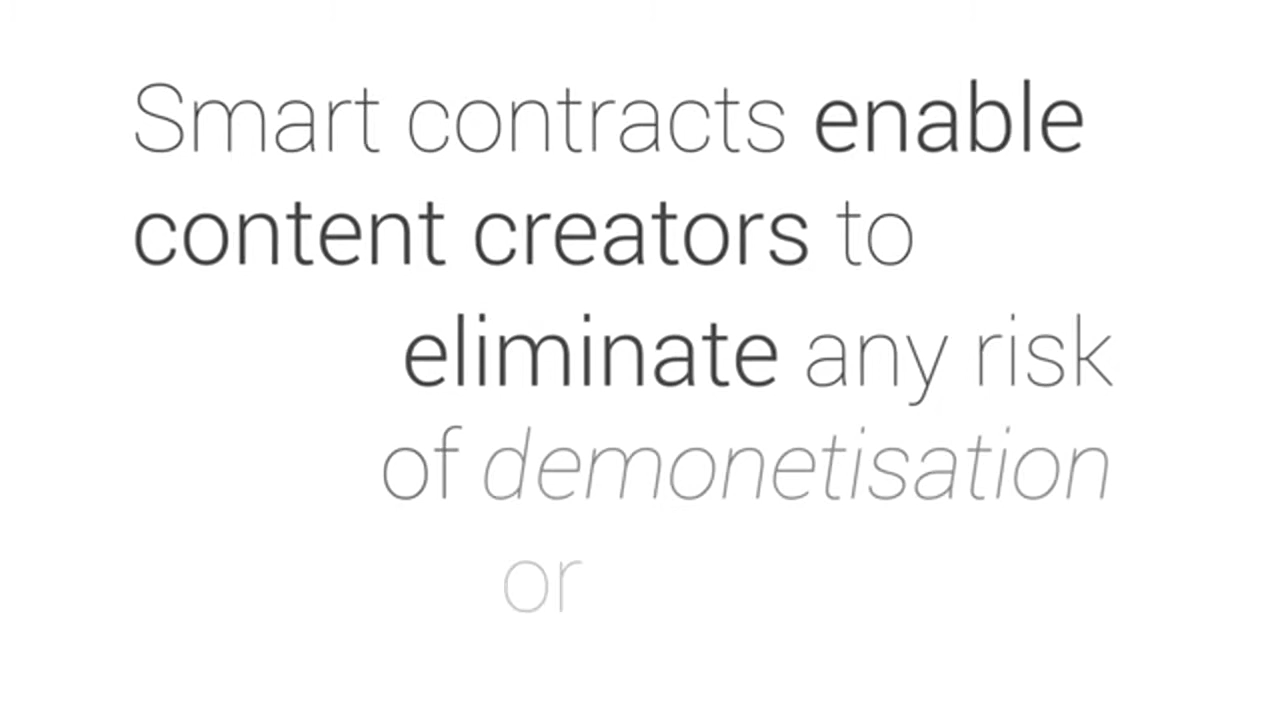 Smart contracts enable
content creators to
eliminate any risk
of demonetisation
or